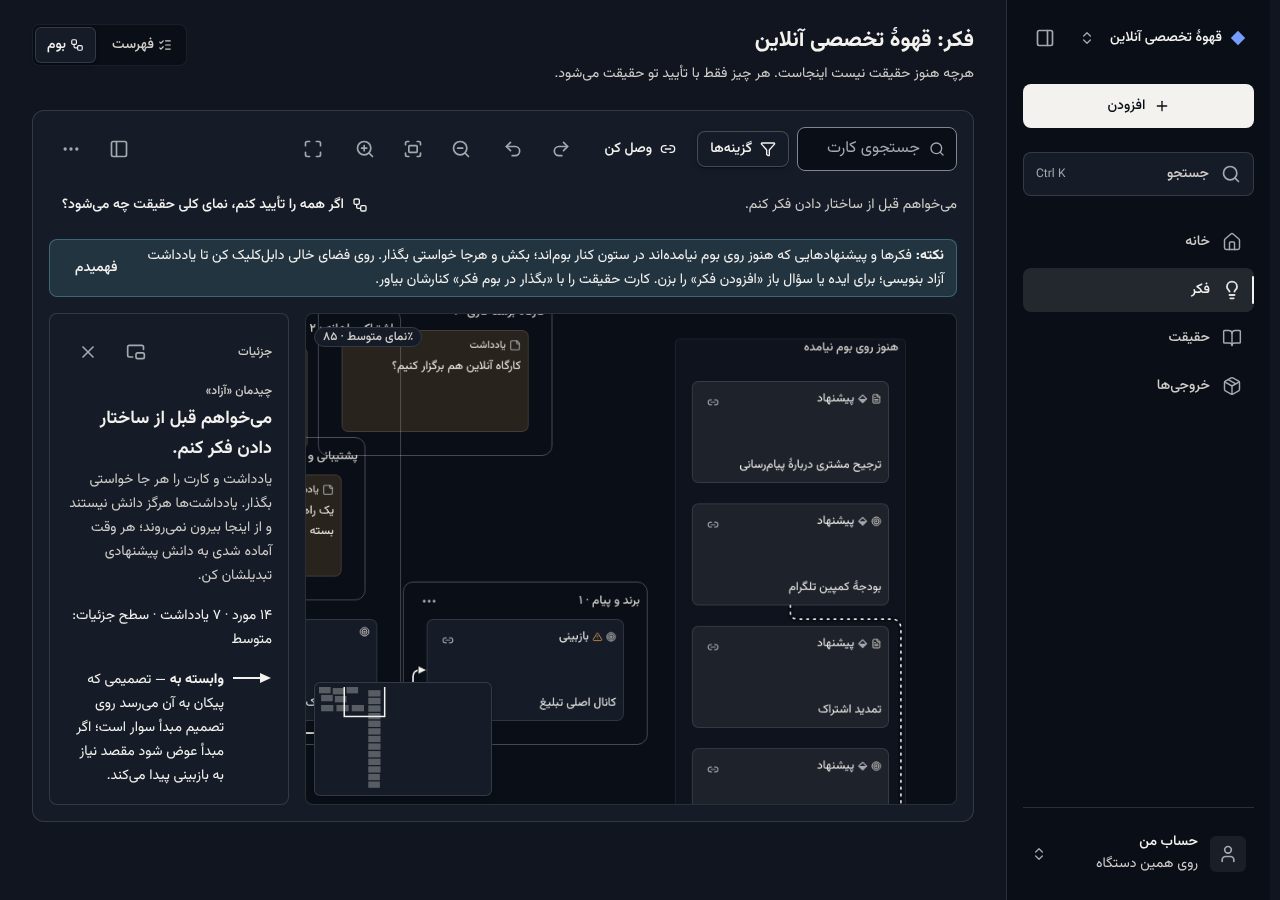 قهوهٔ تخصصی آنلاین
افزودن
جستجو
Ctrl K
خانه
فکر
حقیقت
خروجی‌ها
حساب من
روی همین دستگاه
فکر: قهوهٔ تخصصی آنلاین
هرچه هنوز حقیقت نیست اینجاست. هر چیز فقط با تأیید تو حقیقت می‌شود.
فهرست
بوم
جستجوی کارت
گزینه‌ها
وصل کن
می‌خواهم قبل از ساختار دادن فکر کنم.
اگر همه را تأیید کنم، نمای کلی حقیقت چه می‌شود؟
نکته: فکرها و پیشنهادهایی که هنوز روی بوم نیامده‌اند در ستون کنار بوم‌اند؛ بکش و هرجا خواستی بگذار. روی فضای خالی دابل‌کلیک کن تا یادداشت
آزاد بنویسی؛ برای ایده یا سؤال باز «افزودن فکر» را بزن. کارت حقیقت را با «بگذار در بوم فکر» کنارشان بیاور.
فهمیدم
هنوز روی بوم نیامده
پیشنهاد
ترجیح مشتری دربارهٔ پیام‌رسانی
پیشنهاد
بودجهٔ کمپین تلگرام
پیشنهاد
تمدید اشتراک
پیشنهاد
نمای متوسط · ۸۵٪
یادداشت
کارگاه آنلاین هم برگزار کنیم؟
پشتیبانی و
یک راه
بسته
برند و پیام · ۱
بازبینی
کانال اصلی تبلیغ
جزئیات
چیدمان «آزاد»
می‌خواهم قبل از ساختار
دادن فکر کنم.
یادداشت و کارت را هر جا خواستی
بگذار. یادداشت‌ها هرگز دانش نیستند
و از اینجا بیرون نمی‌روند؛ هر وقت
آماده شدی به دانش پیشنهادی
تبدیلشان کن.
۱۴ مورد · ۷ یادداشت · سطح جزئیات:
متوسط
وابسته به — تصمیمی که
پیکان به آن می‌رسد روی
تصمیم مبدأ سوار است؛ اگر
مبدأ عوض شود مقصد نیاز
به بازبینی پیدا می‌کند.